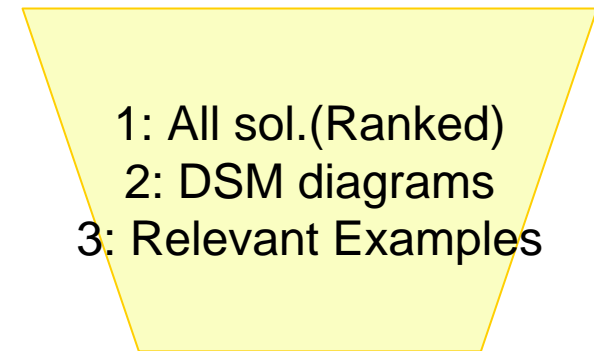 1: All sol.(Ranked)
2: DSM diagrams
3: Relevant Examples